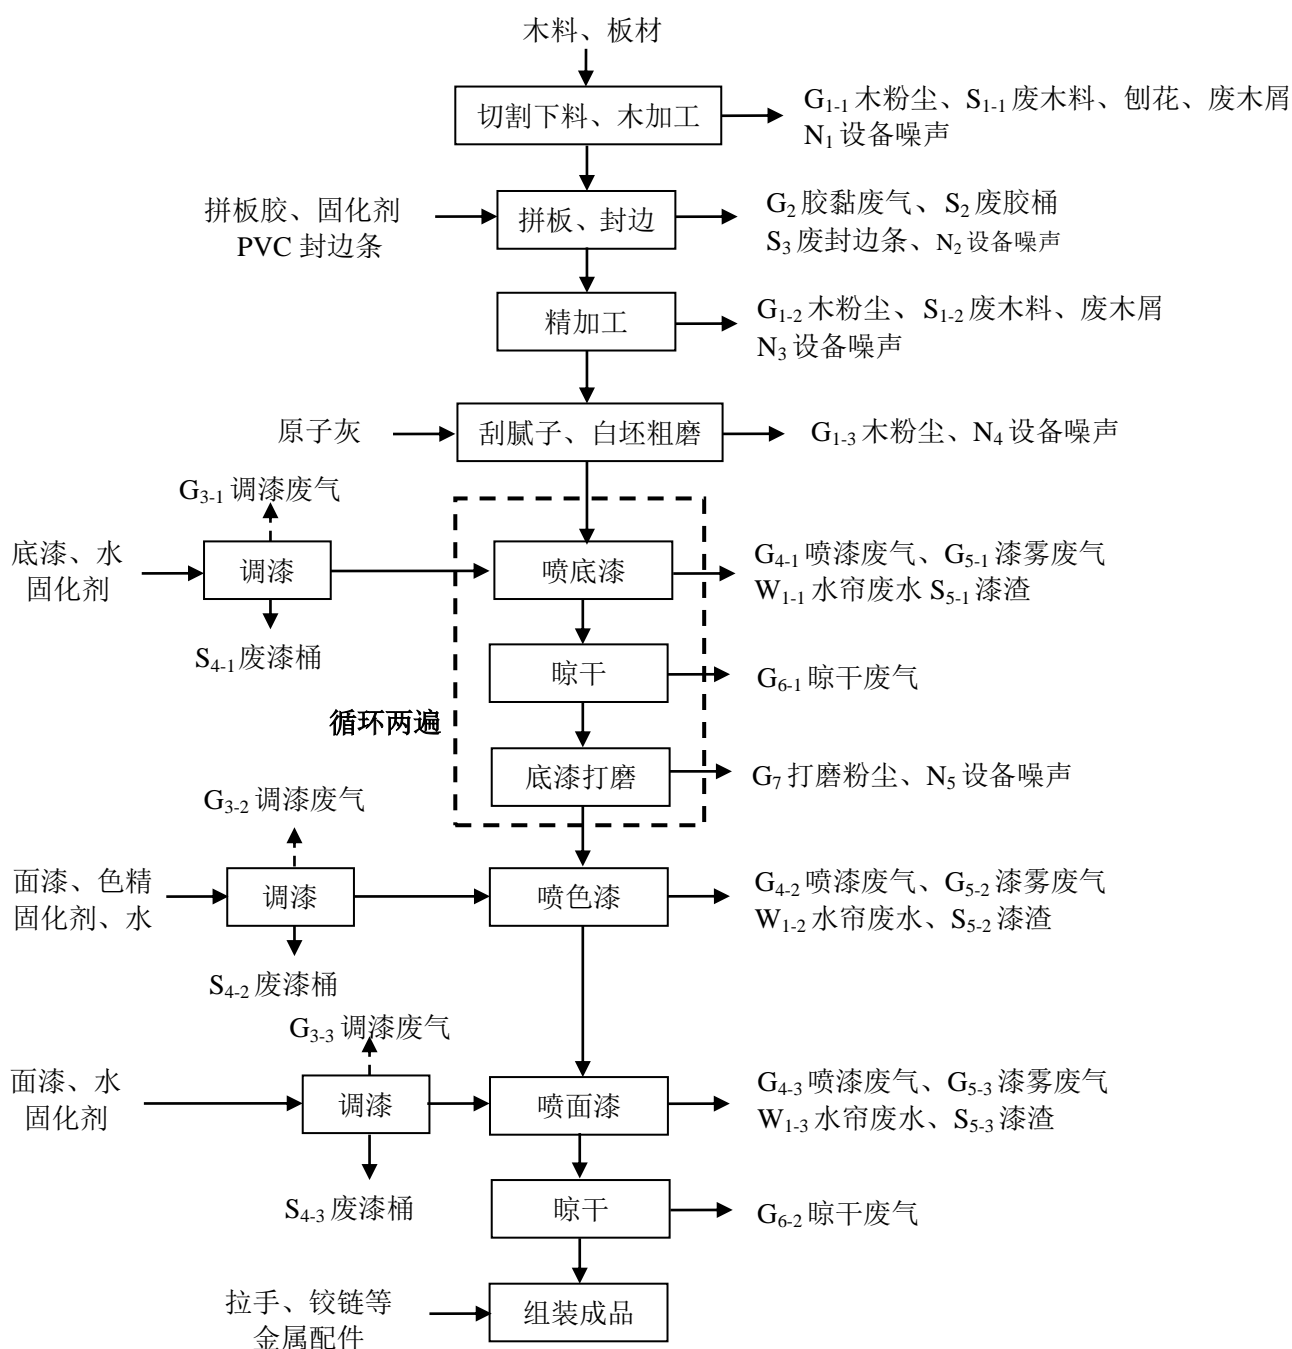 木料、板材
切割下料、木加工
G1-1 木粉尘、S1-1 废木料、刨花、废木屑
N1 设备噪声
拼板胶、固化剂
PVC 封边条
拼板、封边
G2 胶黏废气、S2 废胶桶
S3 废封边条、N2 设备噪声
精加工
G1-2 木粉尘、S1-2 废木料、废木屑
N3 设备噪声
原子灰
刮腻子、白坯粗磨
G1-3 木粉尘、N4 设备噪声
G3-1 调漆废气
底漆、水
固化剂
调漆
喷底漆
G4-1 喷漆废气、G5-1 漆雾废气
W1-1 水帘废水 S5-1 漆渣
S4-1 废漆桶
晾干
G6-1 晾干废气
循环两遍
底漆打磨
G7 打磨粉尘、N5 设备噪声
G3-2 调漆废气
面漆、色精
固化剂、水
调漆
喷色漆
G4-2 喷漆废气、G5-2 漆雾废气
W1-2 水帘废水、S5-2 漆渣
S4-2 废漆桶
G3-3 调漆废气
面漆、水
固化剂
调漆
喷面漆
G4-3 喷漆废气、G5-3 漆雾废气
W1-3 水帘废水、S5-3 漆渣
S4-3 废漆桶
晾干
G6-2 晾干废气
拉手、铰链等
金属配件
组装成品